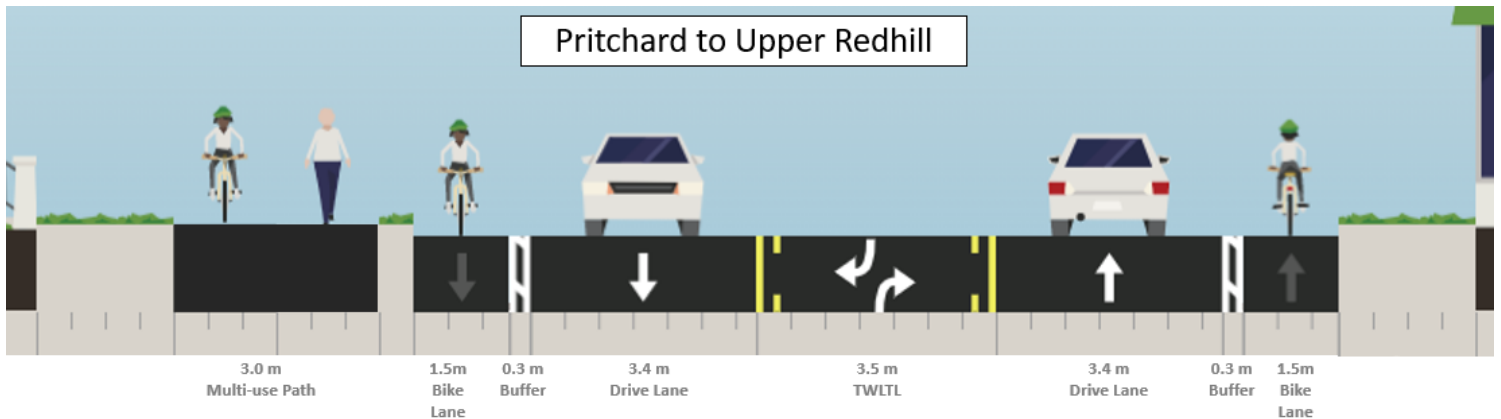 Pritchard to Upper Redhill
3.0 m
Multi-use Path
1.5m
Bike
Lane
0.3 m
Buffer
3.4 m
Drive Lane
3.5 m
TWLTL
3.4 m
Drive Lane
0.3 m
Buffer
1.5m
Bike
Lane